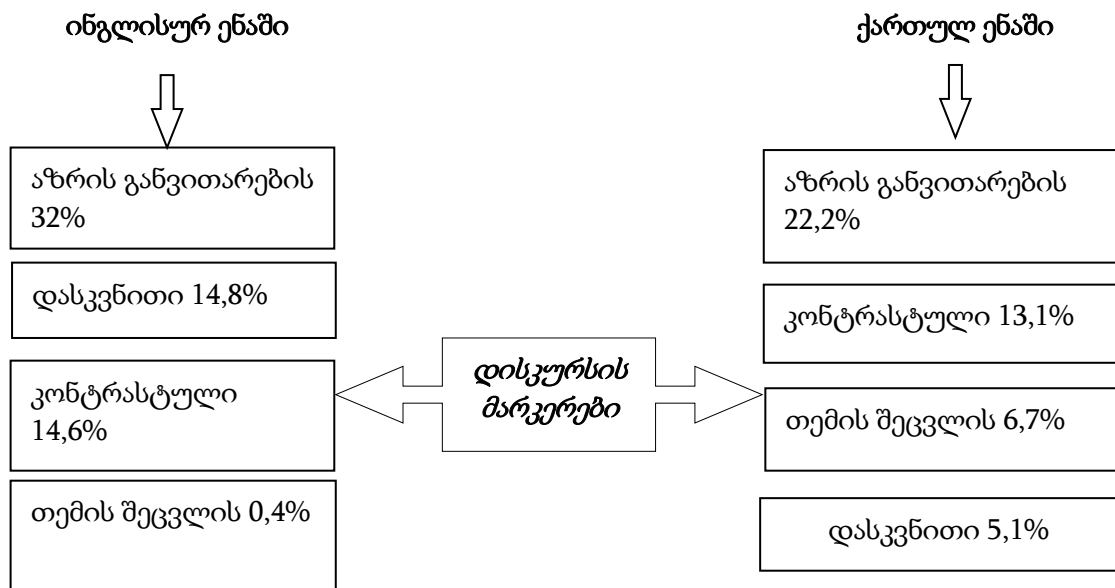 ინგლისურ ენაში
აზრის განვითარების
32%
დასკვნითი 14,8%
კონტრასტული
14,6%
თემის შეცვლის 0,4%
დისკურსის
მარკერები
ქართულ ენაში
აზრის განვითარების
22,2%
კონტრასტული 13,1%
თემის შეცვლის 6,7%
დასკვნითი 5,1%